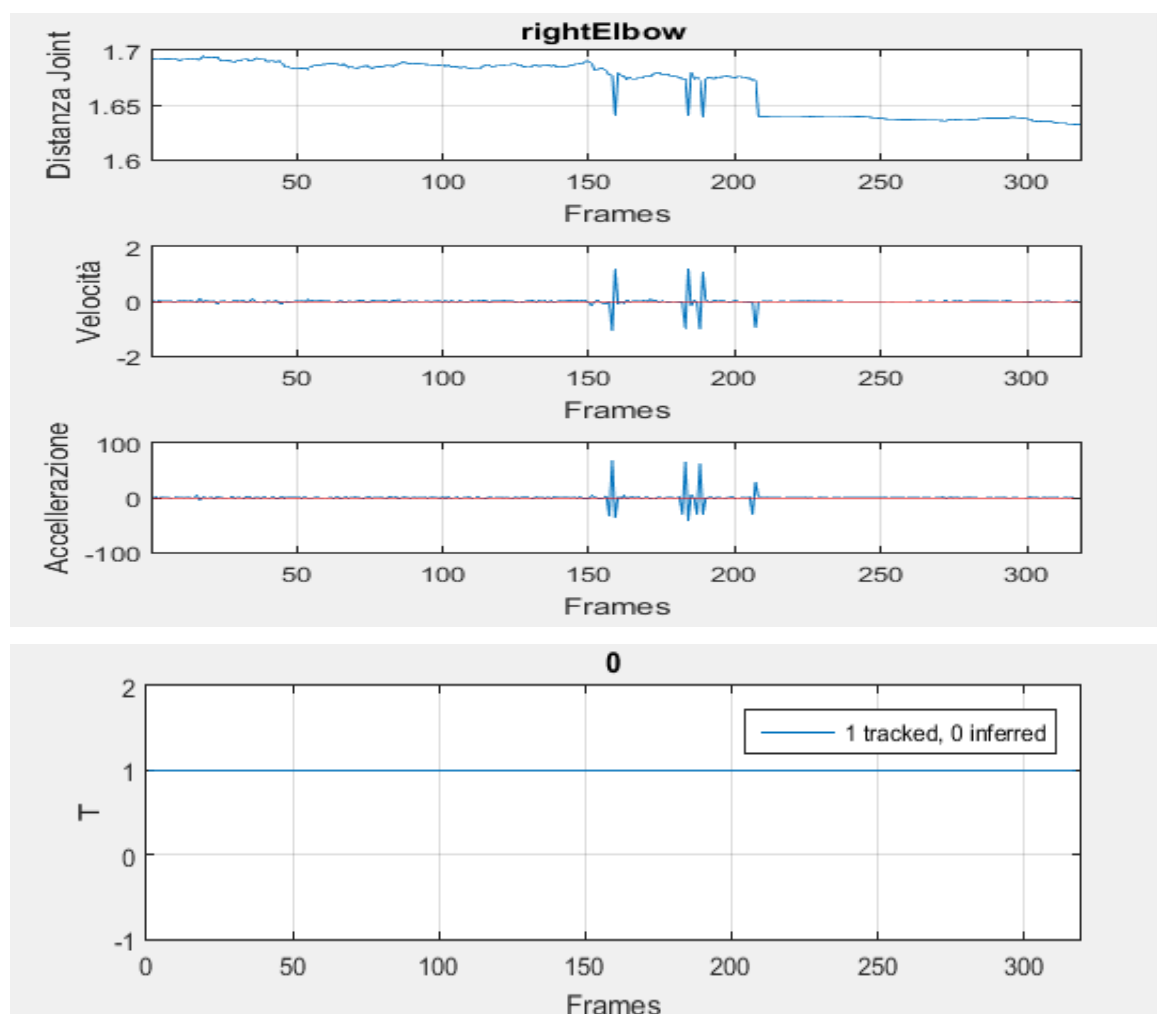 rightElbow
Distanza Joint
1.7
1.65
1.6
50 100 150 200 250 300
Frames
Velocità
2
0
-2
50 100 150 200 250 300
Frames
Accellerazione
100
0
-100
50 100 150 200 250 300
Frames
0
T
2
1
0
-1
1 tracked, 0 inferred
0 50 100 150 200 250 300
Frames